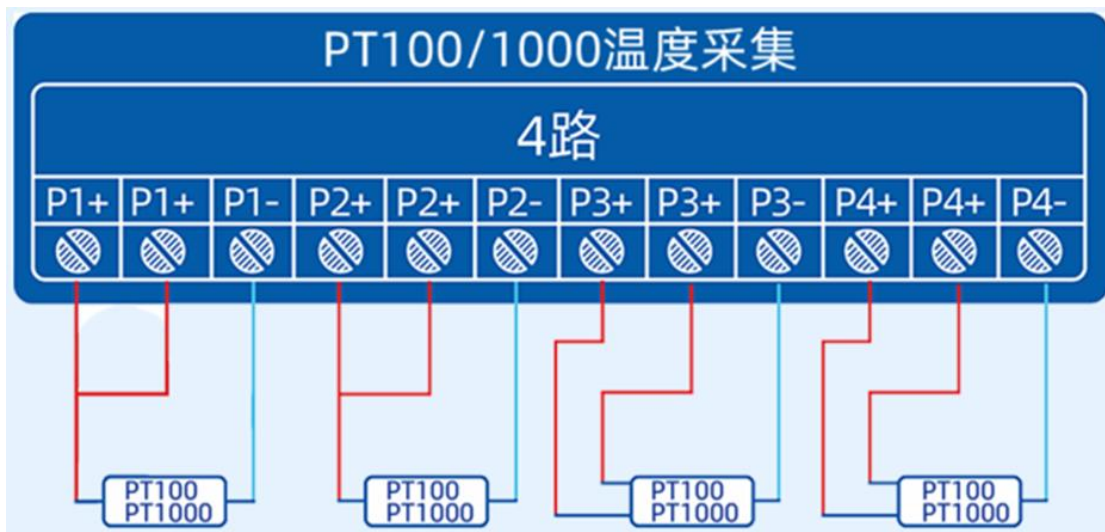 PT100/1000温度采集
4路
P1+ P1+ P1- P2+ P2+ P2- P3+ P3+ P3- P4+ P4+ P4-
PT100 PT100 PT100 PT100
PT1000 PT1000 PT1000 PT1000